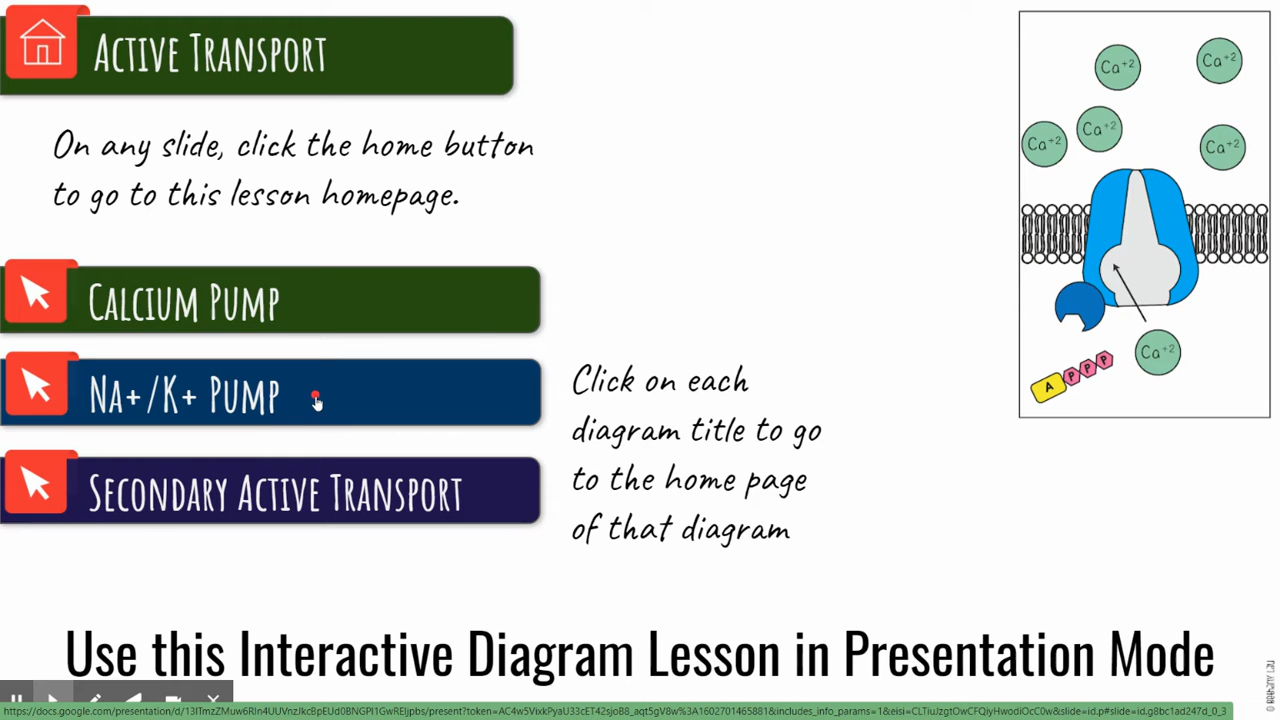 ACTIVE TRANSPORT
On any slide, click the home button
to go to this lesson homepage.
CALCIUM PUMP
NA+/K+ PUMP
SECONDARY ACTIVE TRANSPORT
Click on each
diagram title to go
to the home page
of that diagram
Ca+2
Ca+2
Ca+2
Ca+2
Ca+2
Ca+2
A P P P
Use this Interactive Diagram Lesson in Presentation Mode